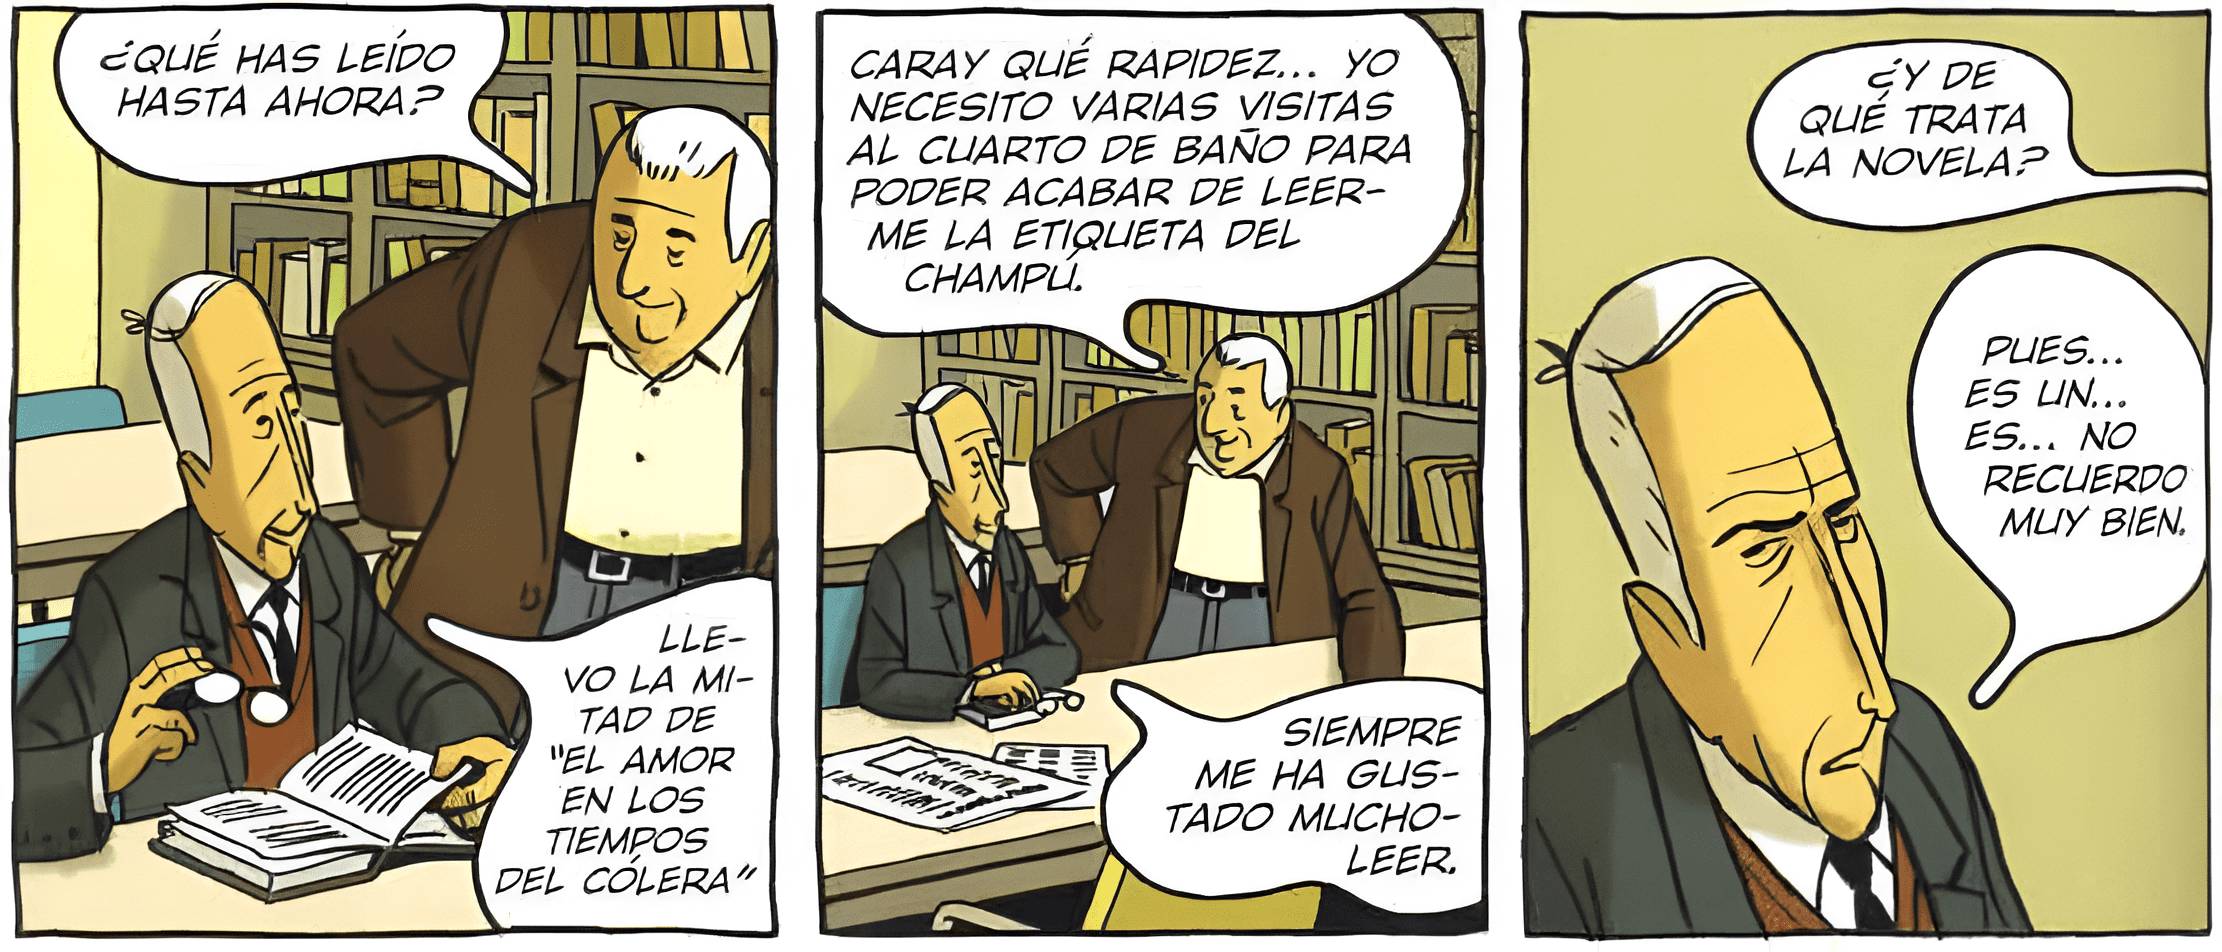 ¿QUÉ HAS LEÍDO
HASTA AHORA?
LLE-
VO LA MI-
TAD DE
"EL AMOR
EN LOS
TIEMPOS
DEL CÓLERA"
CARAY QUÉ RAPIDEZ... YO
NECESITO VARIAS VISITAS
AL CUARTO DE BAÑO PARA
PODER ACABAR DE LEER-
ME LA ETIQUETA DEL
CHAMPÚ.
SIEMPRE
ME HA GUS-
TADO MUCHO
LEER.
¿Y DE
QUÉ TRATA
LA NOVELA?
PUES...
ES UN...
ES... NO
RECUERDO
MUY BIEN.